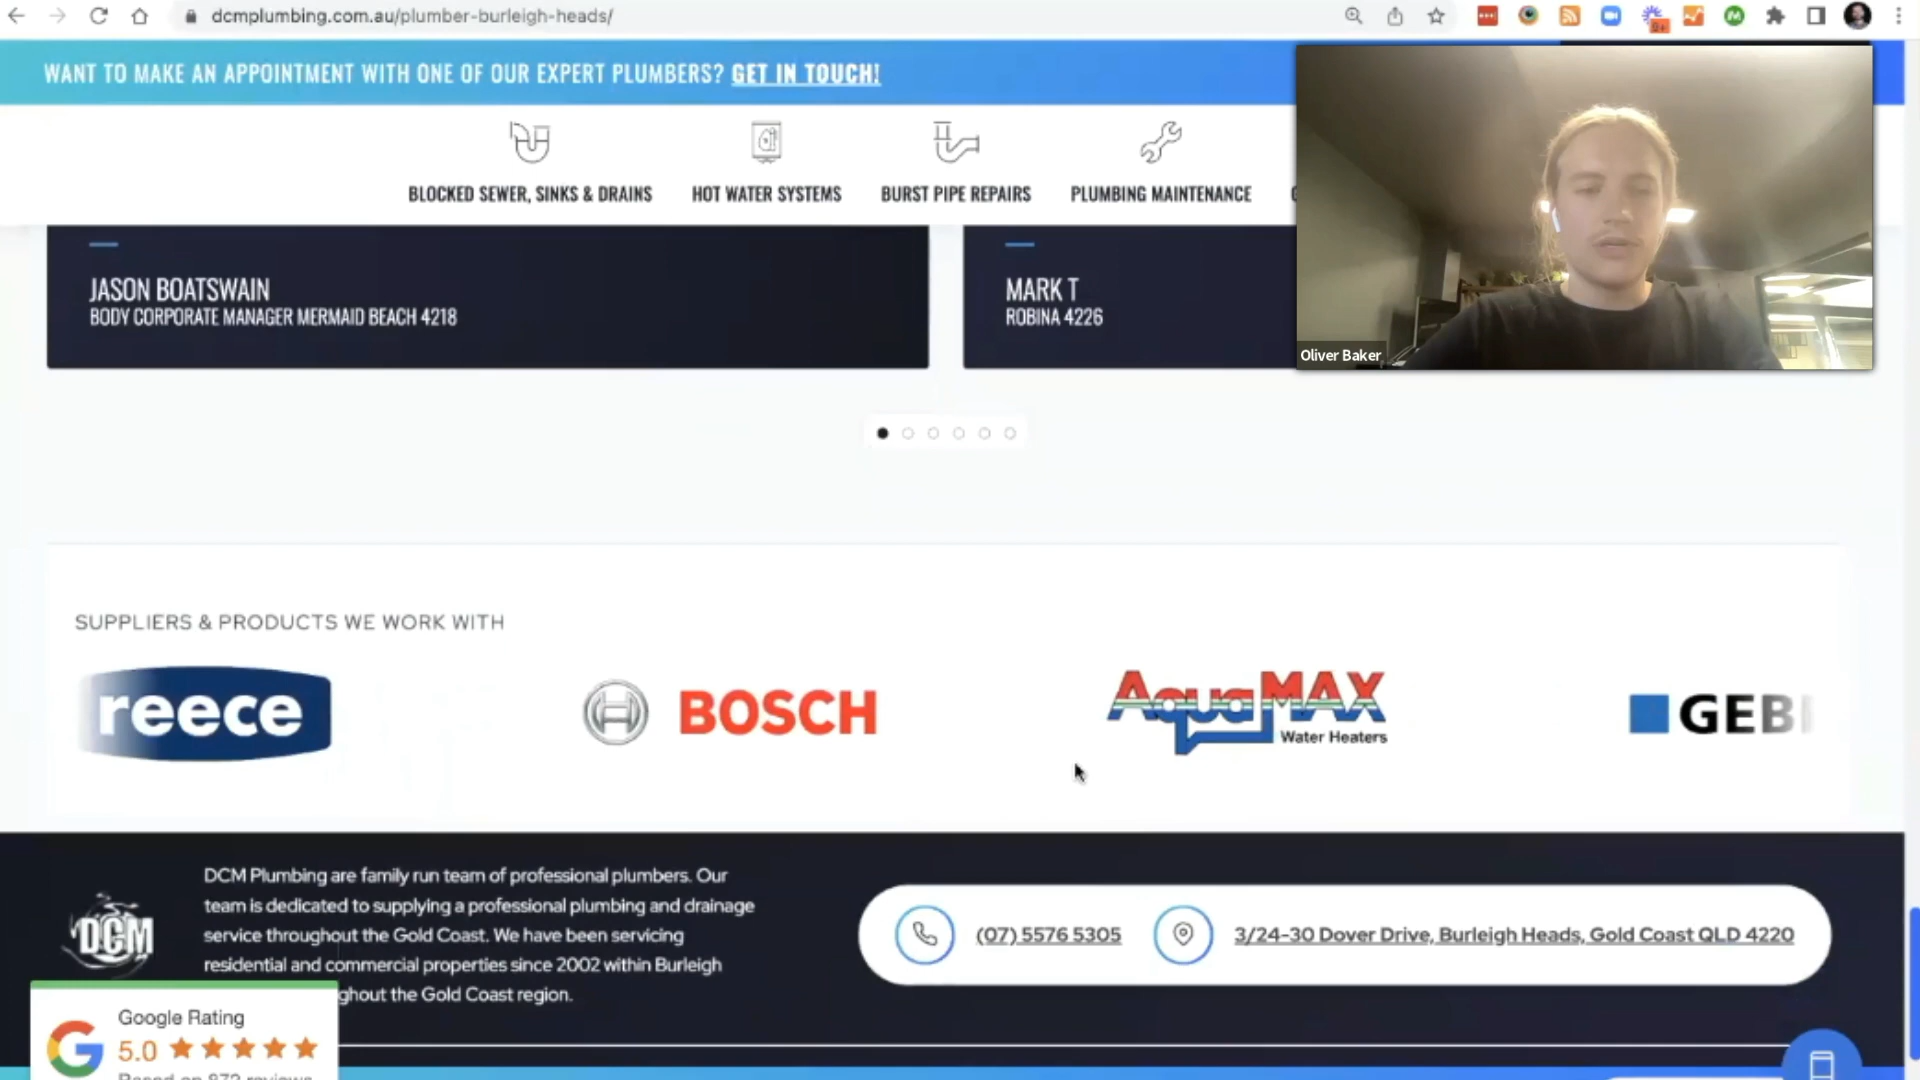 dcmplumbing.com.au/plumber-burleigh-heads/
9+
WANT TO MAKE AN APPOINTMENT WITH ONE OF OUR EXPERT PLUMBERS? GET IN TOUCH!
BLOCKED SEWER, SINKS & DRAINS
HOT WATER SYSTEMS
BURST PIPE REPAIRS
PLUMBING MAINTENANCE
Oliver Baker
JASON BOATSWAIN
BODY CORPORATE MANAGER MERMAID BEACH 4218
MARK T
ROBINA 4226
SUPPLIERS & PRODUCTS WE WORK WITH
reece
BOSCH
AquaMAX
Water Heaters
GEB
DCM
DCM Plumbing are family run team of professional plumbers. Our
team is dedicated to supplying a professional plumbing and drainage
service throughout the Gold Coast. We have been servicing
residential and commercial properties since 2002 within Burleigh
ghout the Gold Coast region.
(07) 5576 5305
3/24-30 Dover Drive, Burleigh Heads, Gold Coast QLD 4220
Google Rating
5.0
Based on 872 reviews